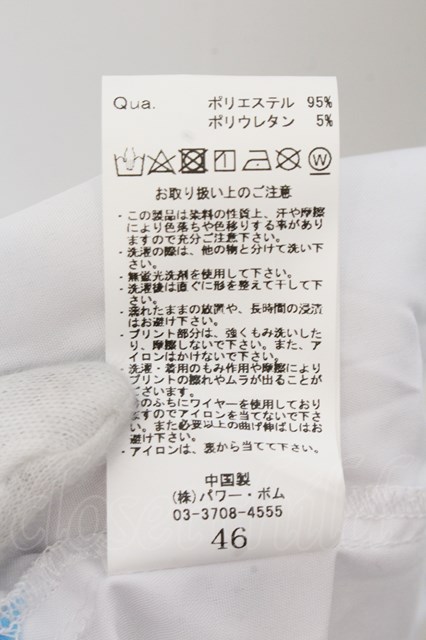 Qua. ポリエステル 95%
ポリウレタン 5%
お取り扱い上のご注意
・この製品は染料の性質上、汗や摩擦
により色落ちや色移りする事があり
ますので充分ご注意下さい。
・洗濯の際は、他の物と分けて洗い下
さい。
・無蛍光洗剤を使用して下さい。
・洗濯後は直ぐに形を整えて干して下
さい。
・濡れたままの放置や、長時間の浸漬
はお避け下さい。
・プリント部分は、強くもみ洗いした
り、摩擦しないで下さい。また、ア
イロンはかけないで下さい。
・洗濯・着用のもみ作用や摩擦により
プリントの擦れやムラが出ることが
ざいます。
のふちにワイヤーを使用しており
ますのでアイロンを当てないで下さ
い。また必要以上の曲げ伸ばしはお
避け下さい。
・アイロンは、裏から当てて下さい。
中国製
(株)パワー・ボム
03-3708-4555
46